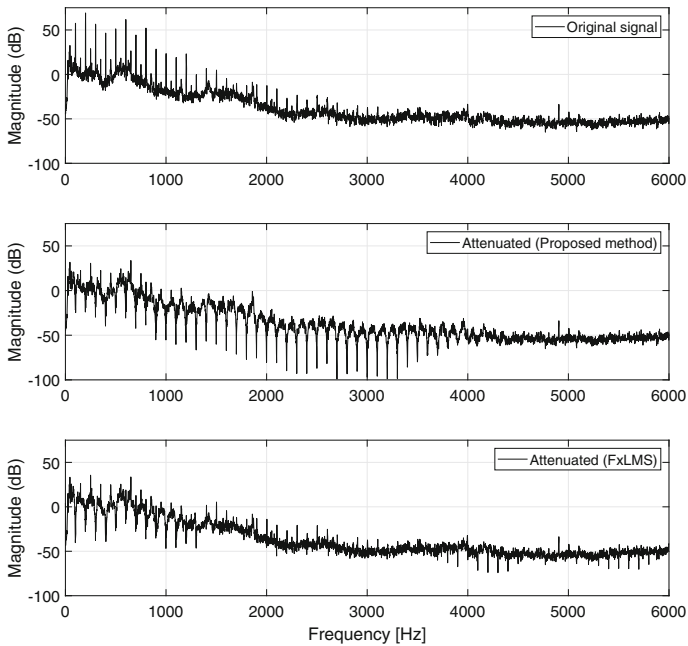 Original signal
Magnitude (dB)
50
0
-50
-100
0 1000 2000 3000 4000 5000 6000
Attenuated (Proposed method)
Magnitude (dB)
50
0
-50
-100
0 1000 2000 3000 4000 5000 6000
Attenuated (FxLMS)
Magnitude (dB)
50
0
-50
-100
0 1000 2000 3000 4000 5000 6000
Frequency [Hz]